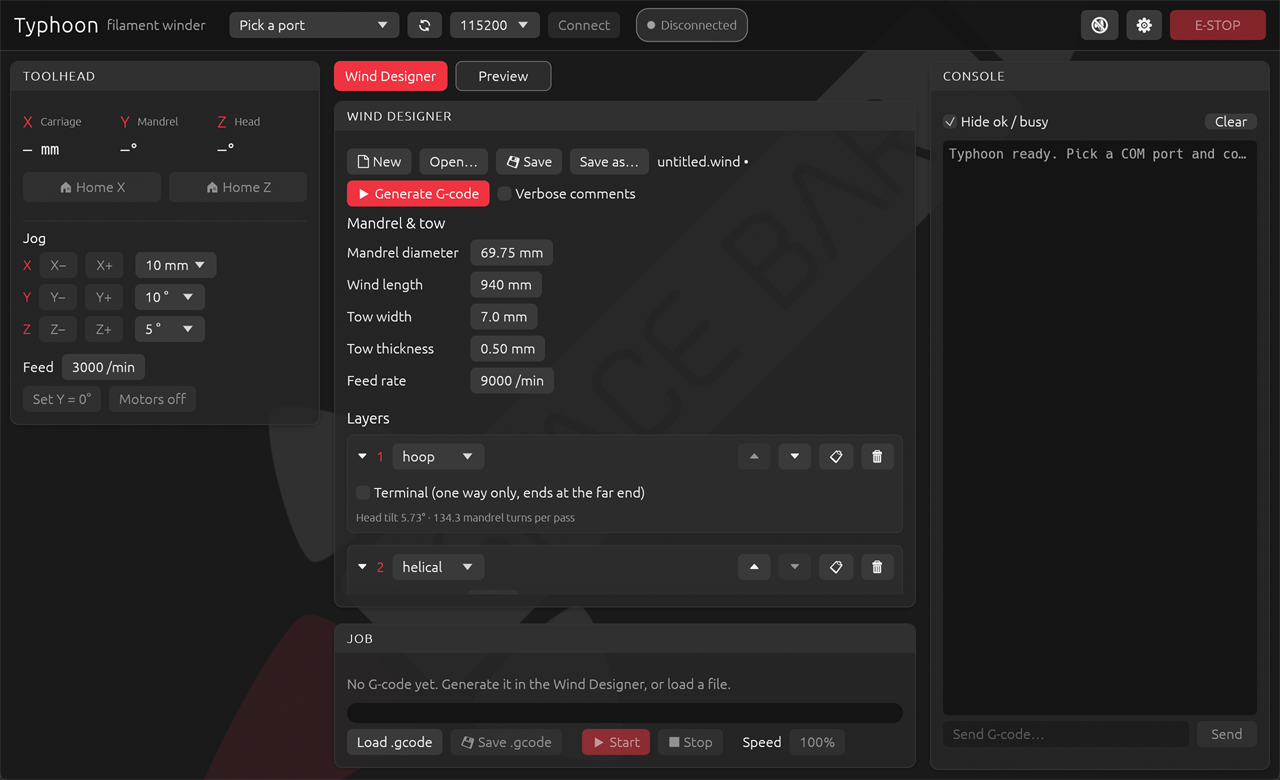 Typhoon filament winder Pick a port 115200 Connect Disconnected E-STOP
TOOLHEAD
X Carriage Y Mandrel Z Head
– mm –° –°
Home X Home Z
Jog
X X– X+ 10 mm
Y Y– Y+ 10 °
Z Z– Z+ 5 °
Feed 3000 /min
Set Y = 0° Motors off
Wind Designer Preview
WIND DESIGNER
New Open… Save Save as… untitled.wind •
Generate G-code Verbose comments
Mandrel & tow
Mandrel diameter 69.75 mm
Wind length 940 mm
Tow width 7.0 mm
Tow thickness 0.50 mm
Feed rate 9000 /min
Layers
1 hoop
Terminal (one way only, ends at the far end)
Head tilt 5.73° · 134.3 mandrel turns per pass
2 helical
JOB
No G-code yet. Generate it in the Wind Designer, or load a file.
Load .gcode Save .gcode Start Stop Speed 100%
CONSOLE
Hide ok / busy Clear
Typhoon ready. Pick a COM port and co…
Send G-code… Send